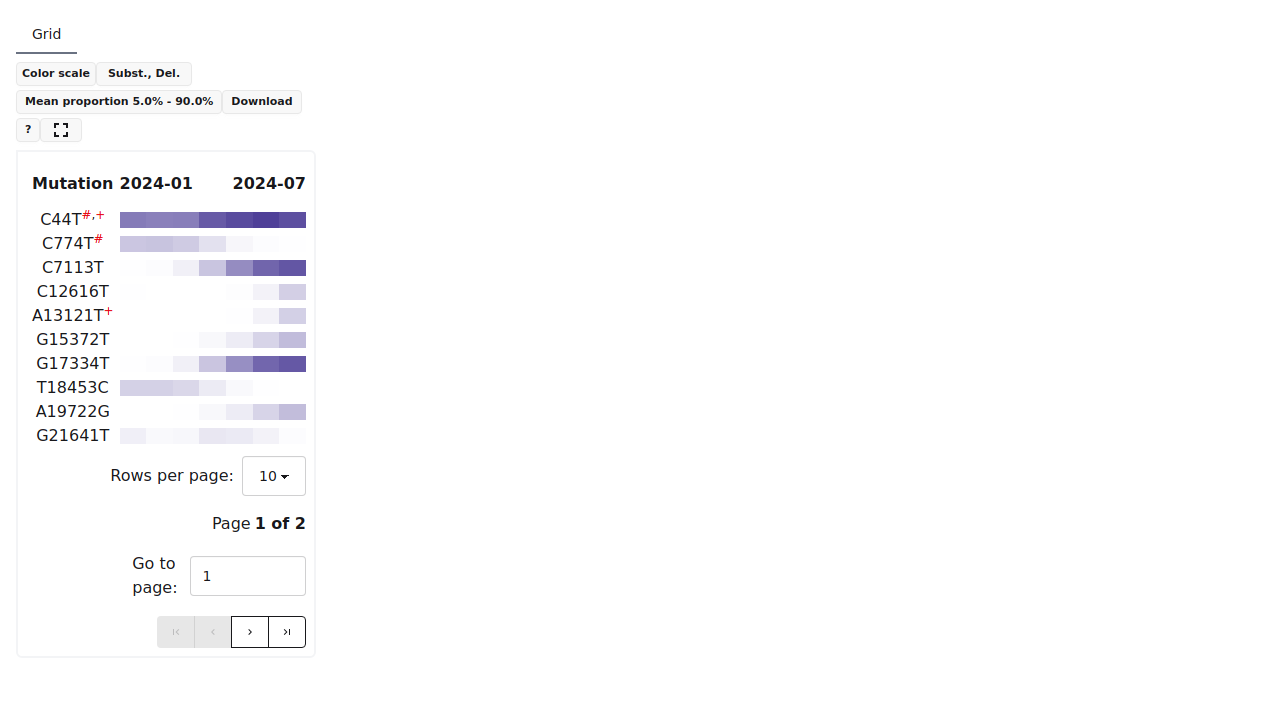 Grid
Color scale Subst., Del.
Mean proportion 5.0% - 90.0% Download
?
Mutation 2024-01 2024-07
C44T#,+
C774T#
C7113T
C12616T
A13121T+
G15372T
G17334T
T18453C
A19722G
G21641T
Rows per page: 10
Page 1 of 2
Go to page: 1